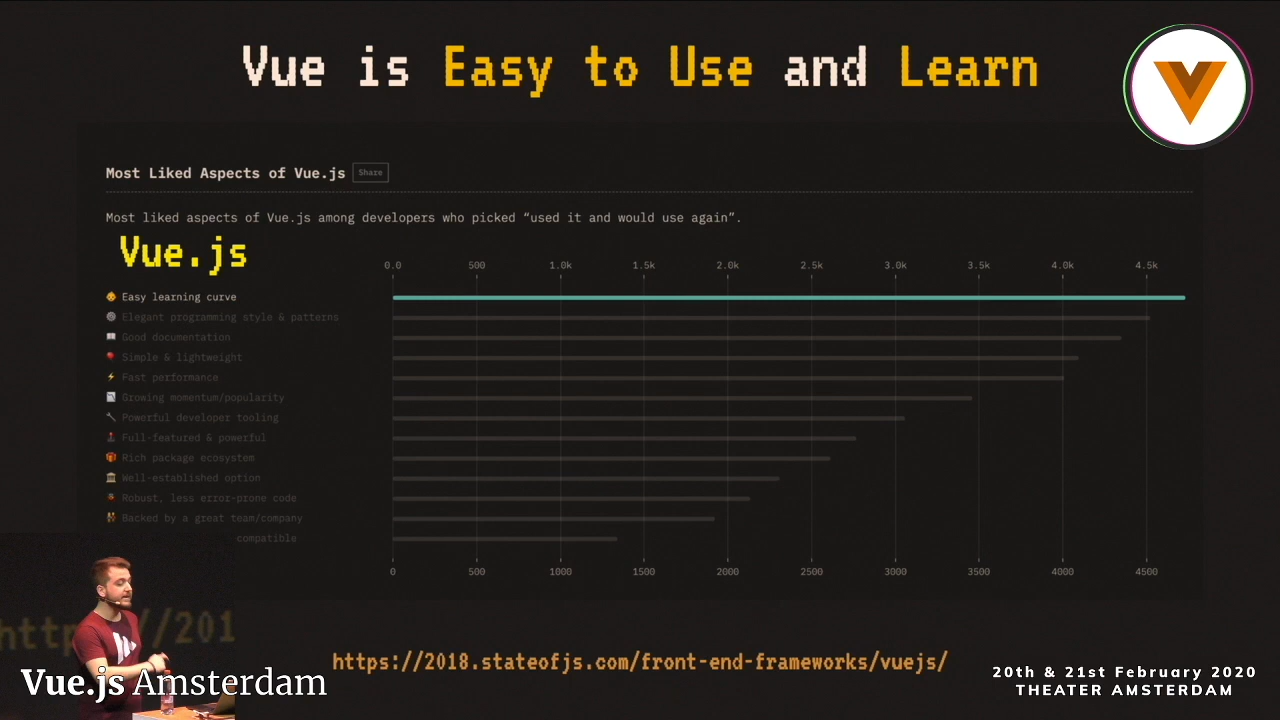 Vue is Easy to Use and Learn
Most Liked Aspects of Vue.js Share
Most liked aspects of Vue.js among developers who picked “used it and would use again”.
Vue.js
0.0 500 1.0k 1.5k 2.0k 2.5k 3.0k 3.5k 4.0k 4.5k
Easy learning curve
Elegant programming style & patterns
Good documentation
Simple & lightweight
Fast performance
Growing momentum/popularity
Powerful developer tooling
Full-featured & powerful
Rich package ecosystem
Well-established option
Robust, less error-prone code
Backed by a great team/company
compatible
0 500 1000 1500 2000 2500 3000 3500 4000 4500
http //201
https://2018.stateofjs.com/front-end-frameworks/vuejs/
Vue.js Amsterdam
20th & 21st February 2020
THEATER AMSTERDAM